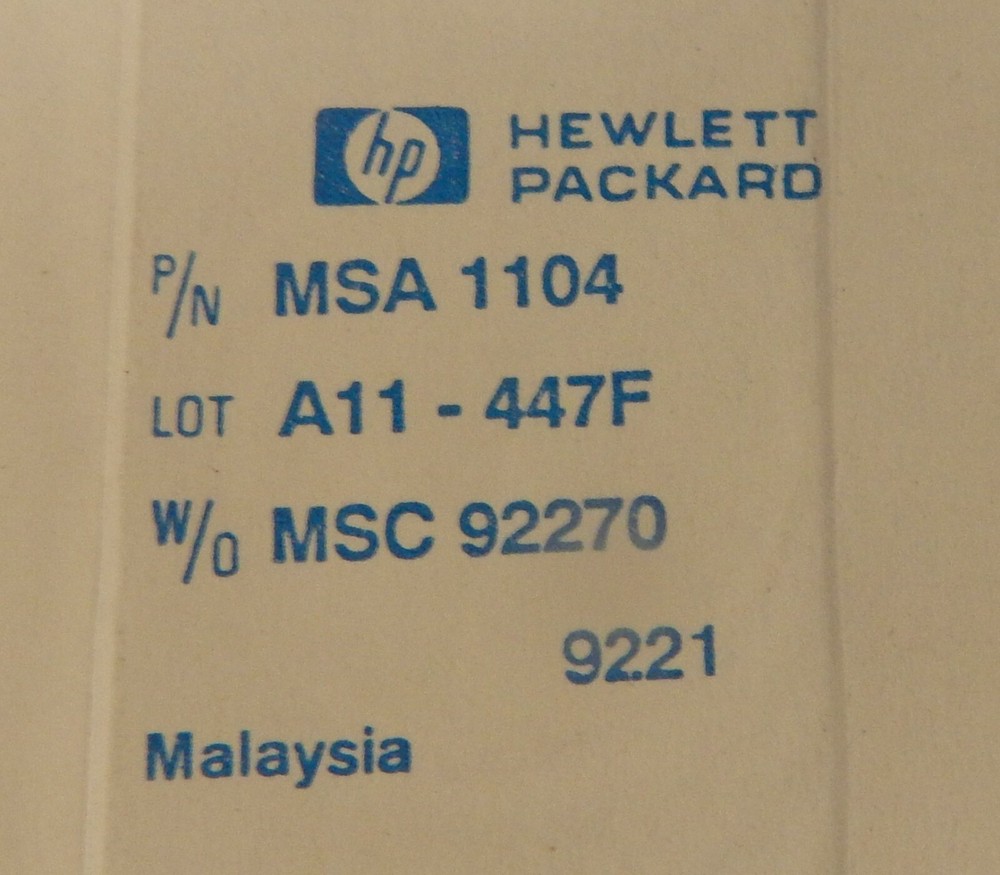 hp HEWLETT
PACKARD
P/N MSA 1104
LOT A11 - 447F
W/O MSC 92270
9221
Malaysia